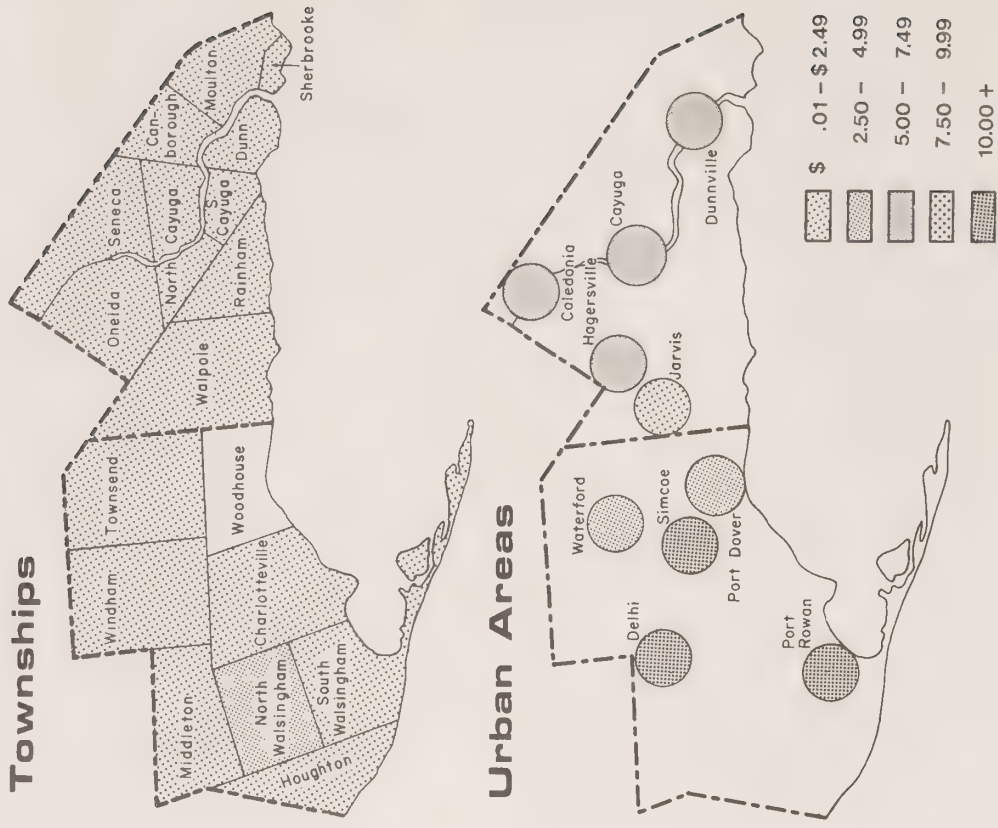 Townships
Windham
Townsend
Middleton
North
Walsingham
South
Walsingham
Houghton
Charlotteville
Woodhouse
Walpole
Oneida
Seneca
North Cayuga
Rainham
S.
Cayuga
Can-
borough
Moulton
Dunn
Sherbrooke
Urban Areas
Delhi
Waterford
Simcoe
Port Dover
Port
Rowan
Jarvis
Hagersville
Caledonia
Cayuga
Dunnville
$ .01 - $ 2.49
2.50 - 4.99
5.00 - 7.49
7.50 - 9.99
10.00 +